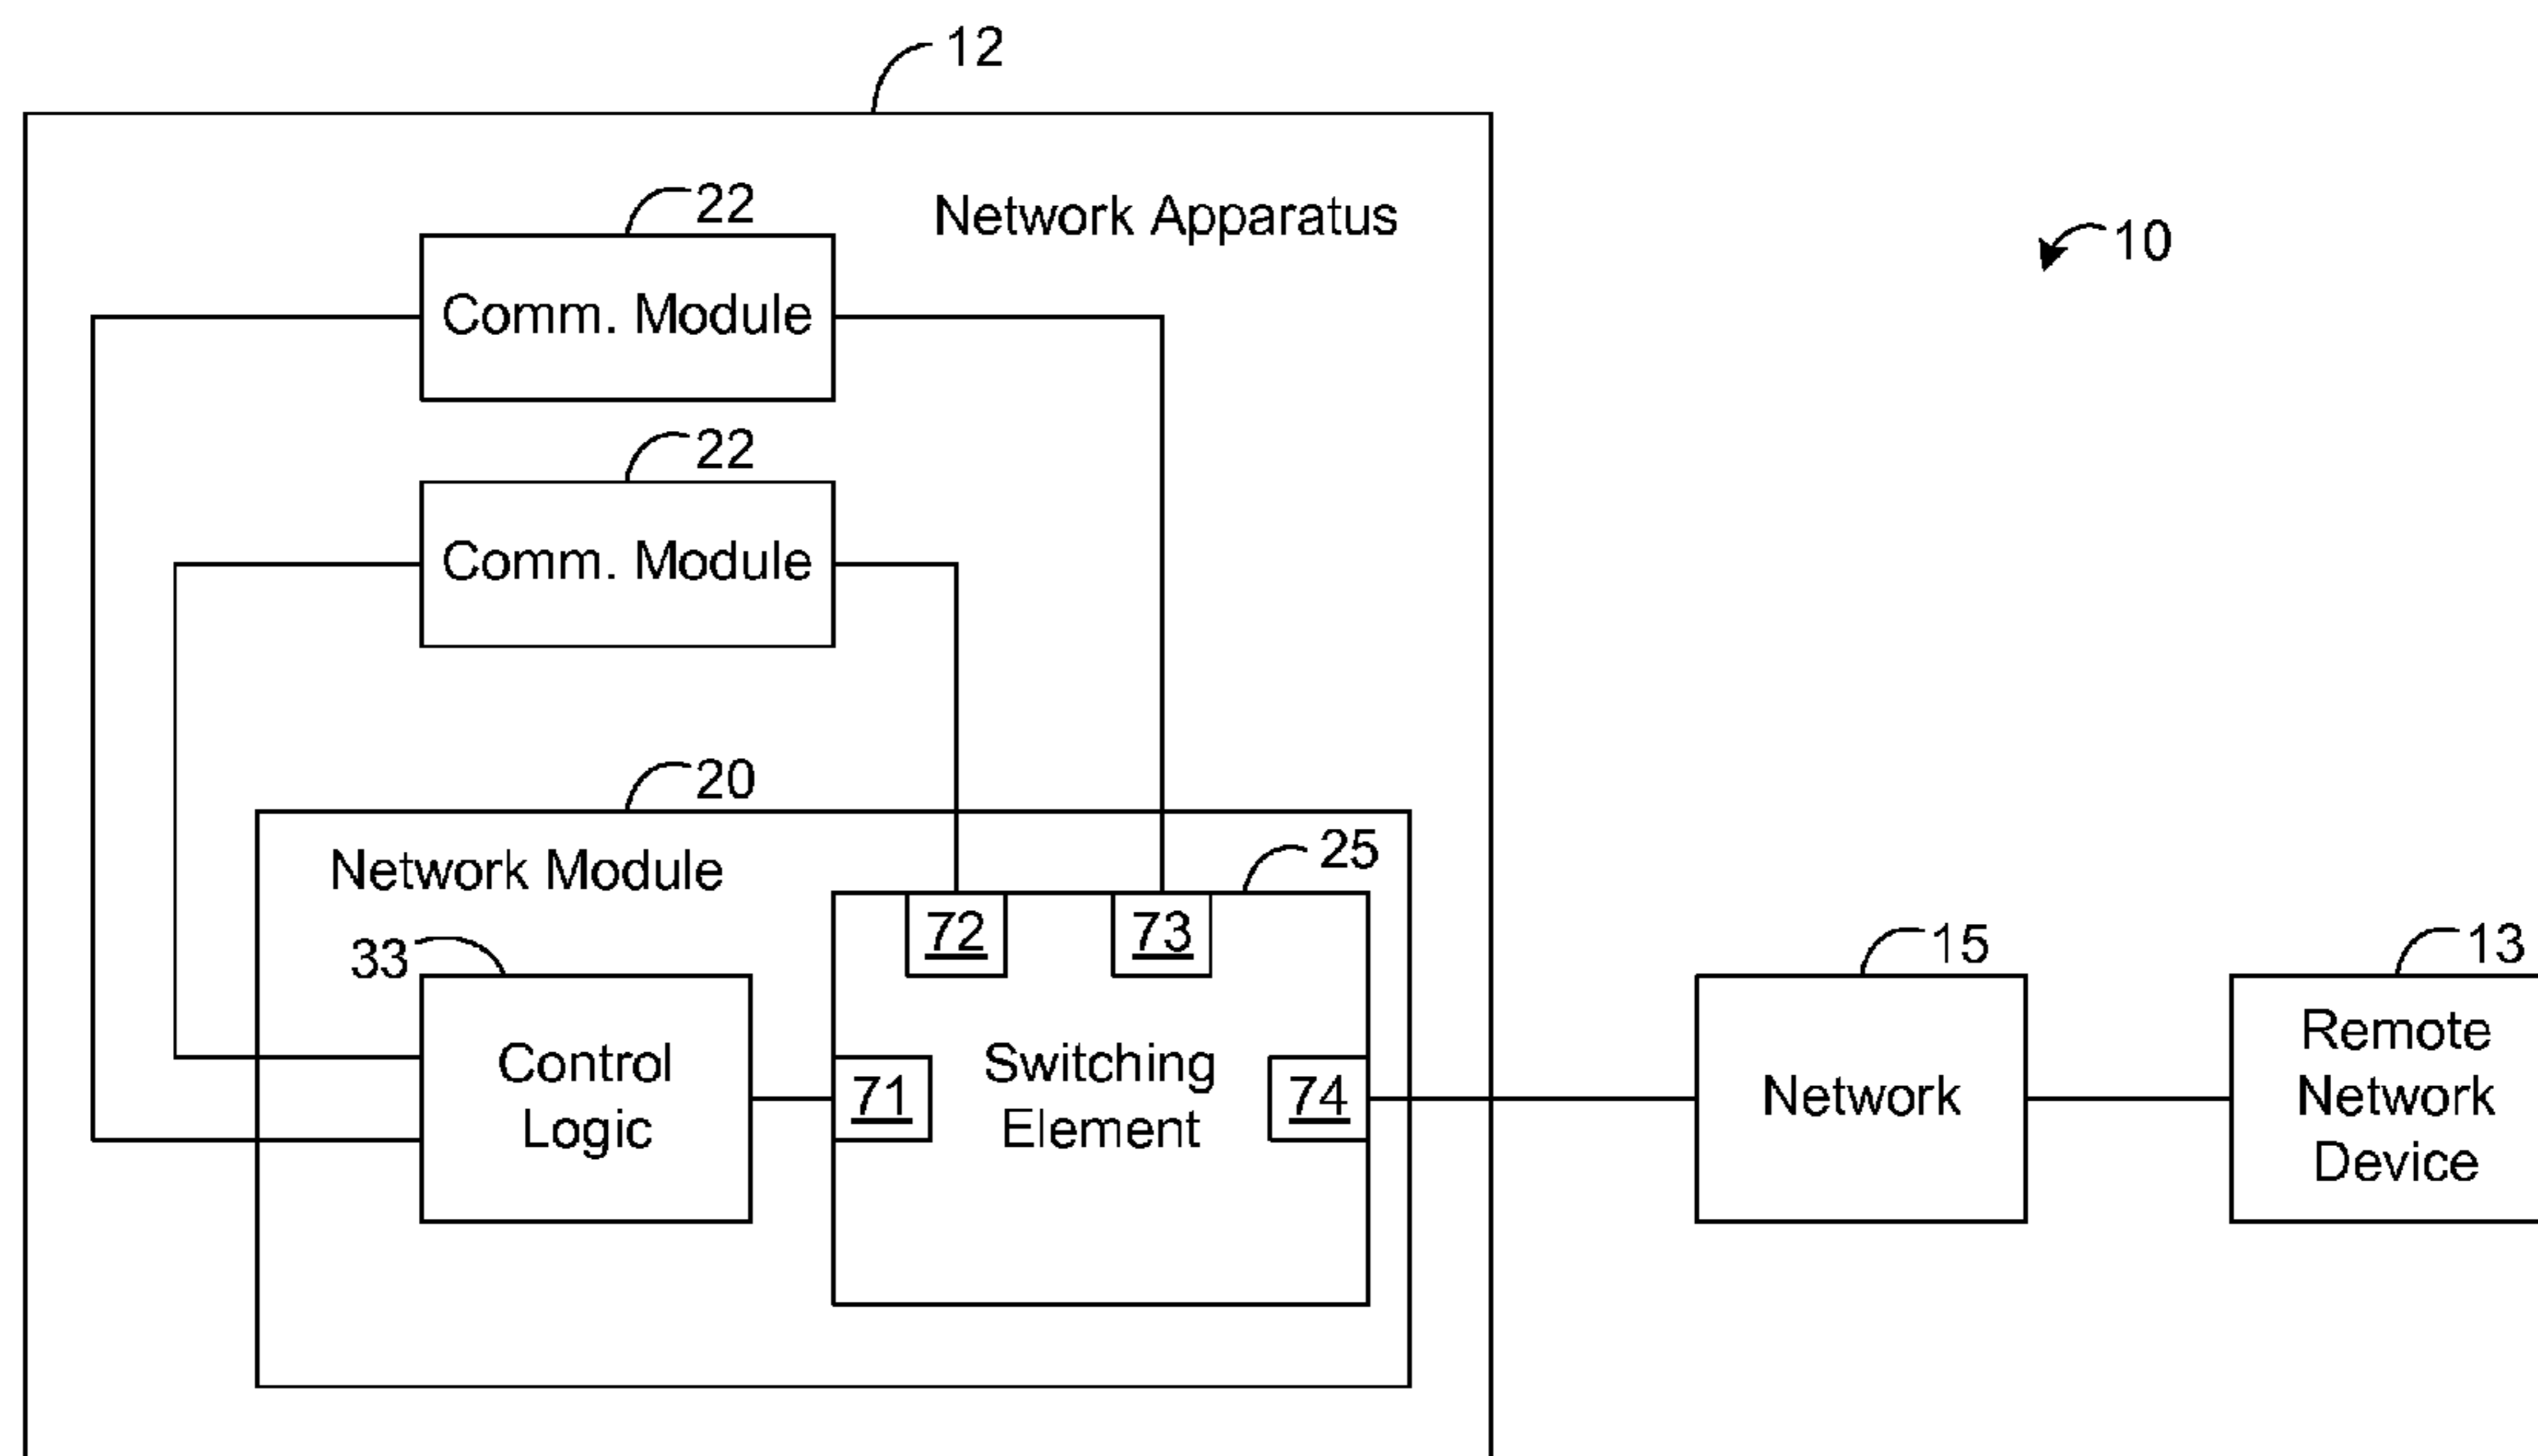 12
22
Network Apparatus
10
Comm. Module
22
Comm. Module
20
25
Network Module
72
73
33
15
13
Control
Logic
71
Switching
Element
74
Network
Remote
Network
Device